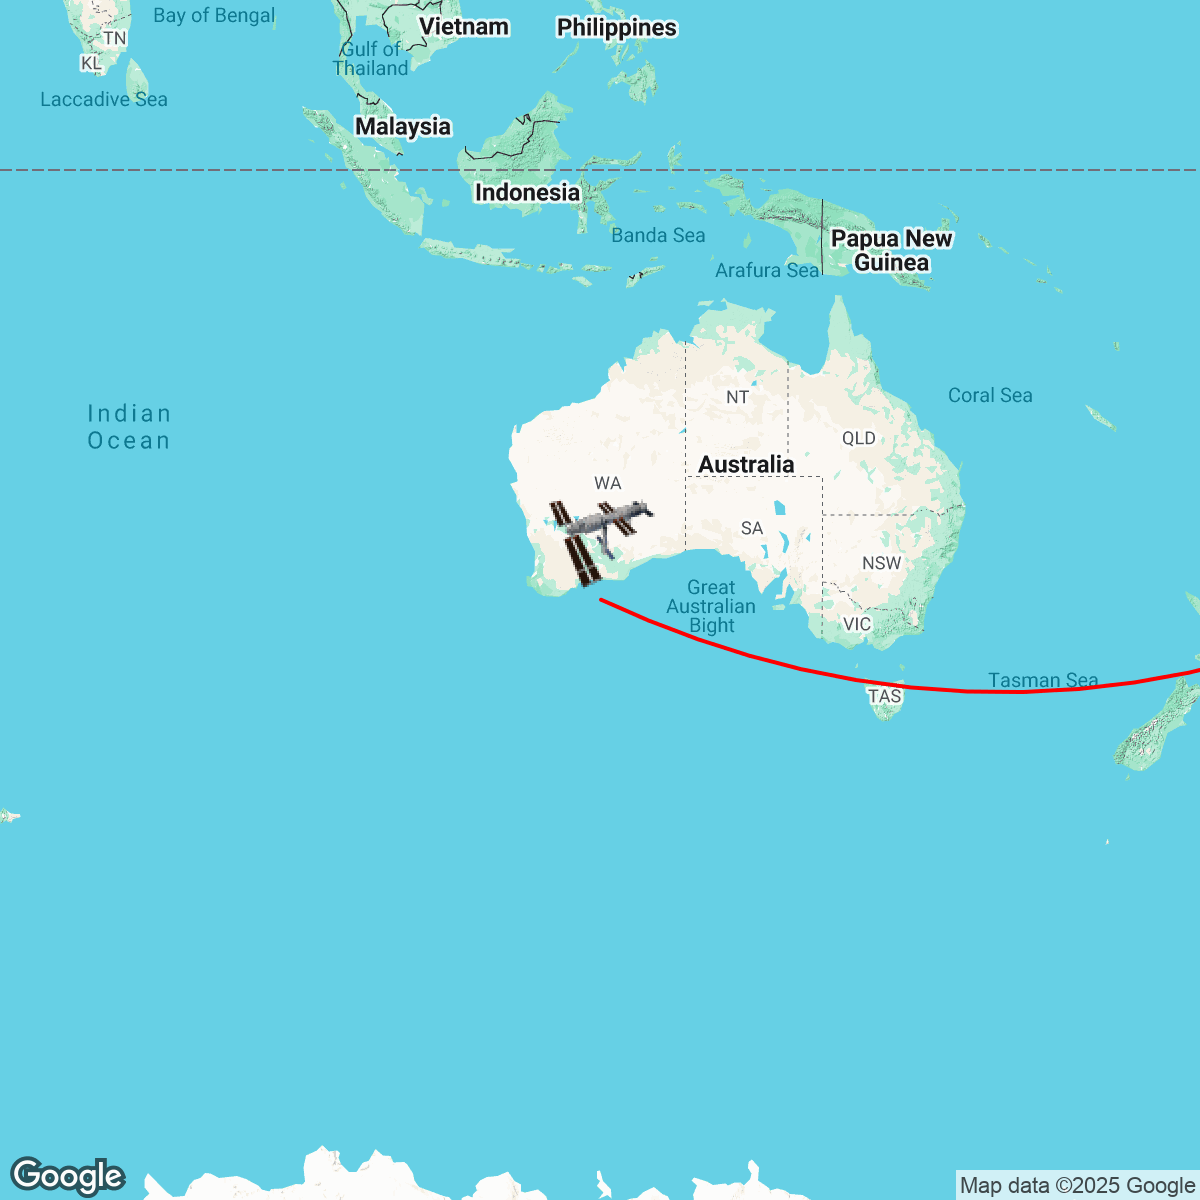 Bay of Bengal
Vietnam
Philippines
TN
Gulf of
Thailand
KL
Laccadive Sea
Malaysia
Indonesia
Banda Sea
Papua New
Guinea
Arafura Sea
Indian
Ocean
NT
Coral Sea
QLD
Australia
WA
SA
NSW
Great
Australian
Bight
VIC
Tasman Sea
TAS
Google
Map data ©2025 Google